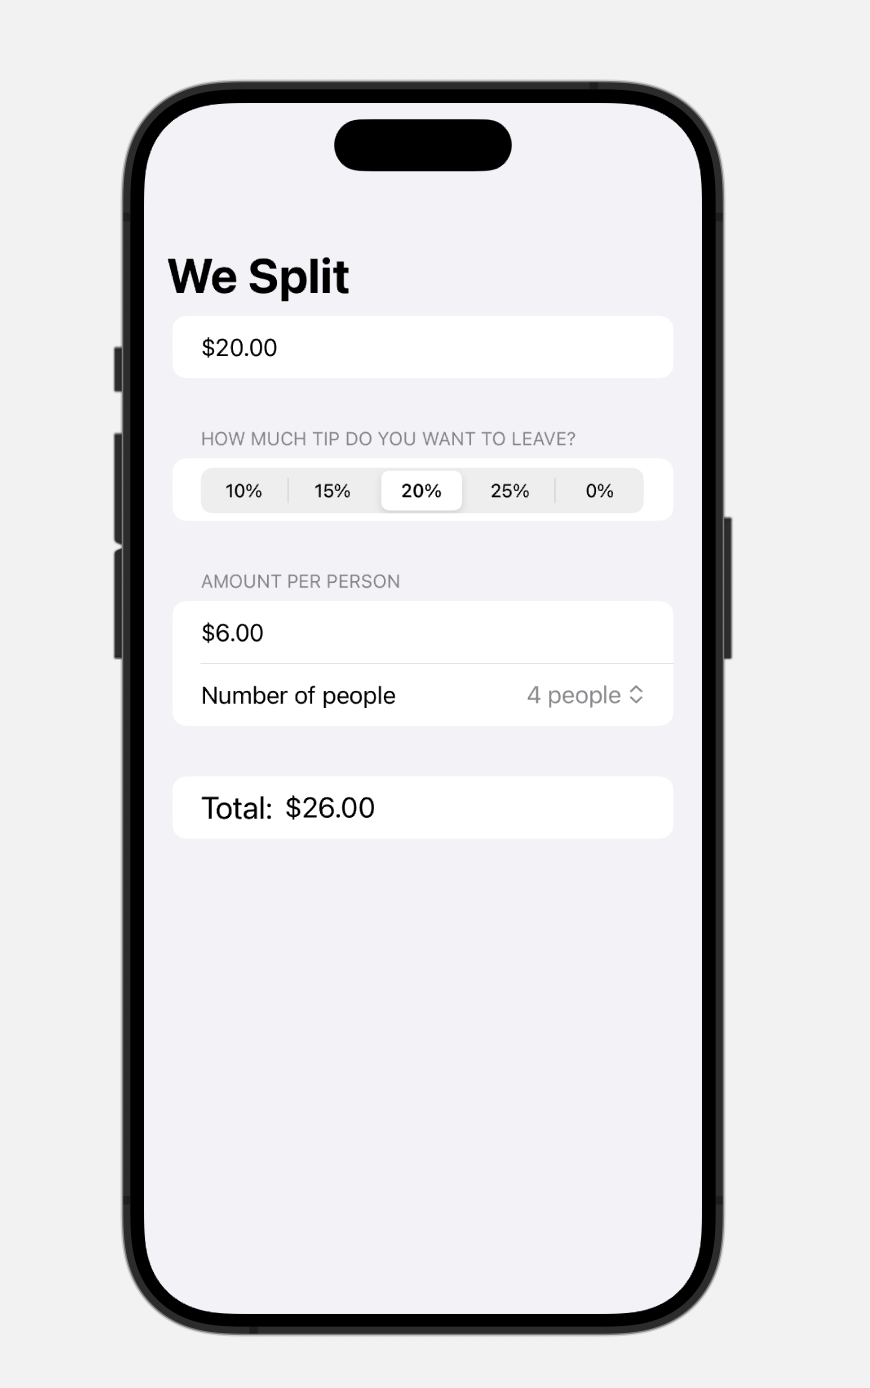 We Split
$20.00
HOW MUCH TIP DO YOU WANT TO LEAVE?
10% 15% 20% 25% 0%
AMOUNT PER PERSON
$6.00
Number of people 4 people
Total: $26.00